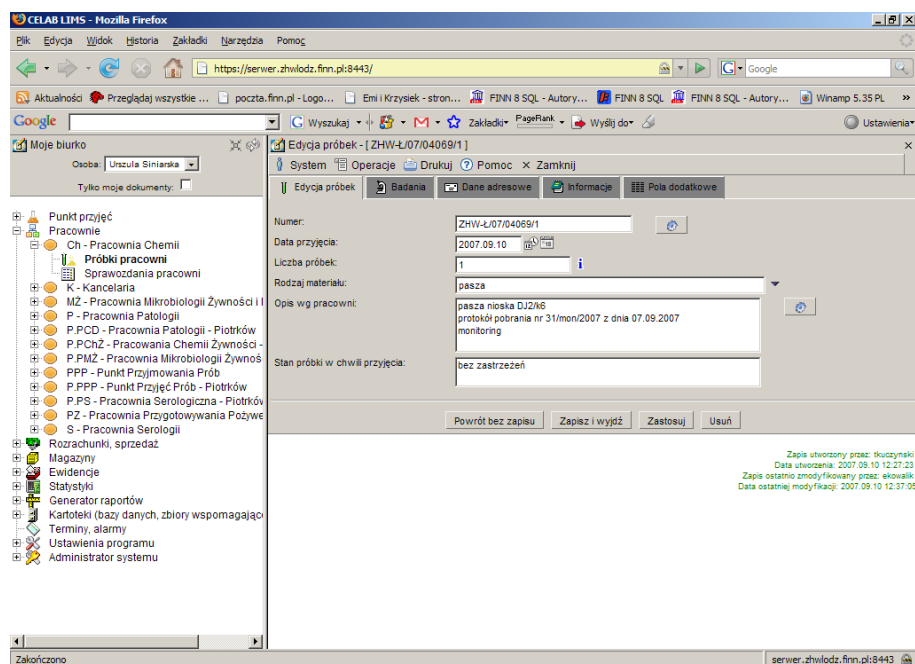 CELAB LIMS - Mozilla Firefox
Plik Edycja Widok Historia Zakładki Narzędzia Pomoc
https://serwer.zhwlodz.finn.pl:8443/
G Google
Aktualności Przeglądaj wszystkie ... poczta.finn.pl - Logo... Emi i Krzysiek - stron... FINN 8 SQL - Autory... FINN 8 SQL FINN 8 SQL - Autory... Winamp 5.35 PL »
Google G Wyszukaj Zakładki PageRank Wyślij do Ustawienia
Moje biurko
Osoba: Urszula Siniarska
Tylko moje dokumenty:
Punkt przyjęć
Pracownie
Ch - Pracownia Chemii
Próbki pracowni
Sprawozdania pracowni
K - Kancelaria
MŻ - Pracownia Mikrobiologii Żywności i
P - Pracownia Patologii
P.PCD - Pracownia Patologii - Piotrków
P.PChŻ - Pracowania Chemii Żywności -
P.PMŻ - Pracownia Mikrobiologii Żywnoś
PPP - Punkt Przyjmowania Prób
P.PPP - Punkt Przyjęć Prób - Piotrków
P.PS - Pracownia Serologiczna - Piotrków
PZ - Pracownia Przygotowywania Pożywe
S - Pracownia Serologii
Rozrachunki, sprzedaż
Magazyny
Ewidencje
Statystyki
Generator raportów
Kartoteki (bazy danych, zbiory wspomagające
Terminy, alarmy
Ustawienia programu
Administrator systemu
Edycja próbek - [ ZHW-Ł/07/04069/1 ]
System Operacje Drukuj Pomoc Zamknij
Edycja próbek Badania Dane adresowe Informacje Pola dodatkowe
Numer: ZHW-Ł/07/04069/1
Data przyjęcia: 2007.09.10
Liczba próbek: 1 i
Rodzaj materiału: pasza
Opis wg pracowni: pasza nioska DJ2/k6
protokół pobrania nr 31/mon/2007 z dnia 07.09.2007
monitoring
Stan próbki w chwili przyjęcia: bez zastrzeżeń
Powrót bez zapisu Zapisz i wyjdź Zastosuj Usuń
Zapis utworzony przez: tkuczynski
Data utworzenia: 2007.09.10 12:27:23
Zapis ostatnio zmodyfikowany przez: ekowalik
Data ostatniej modyfikacji: 2007.09.10 12:37:05
Zakończono serwer.zhwlodz.finn.pl:8443